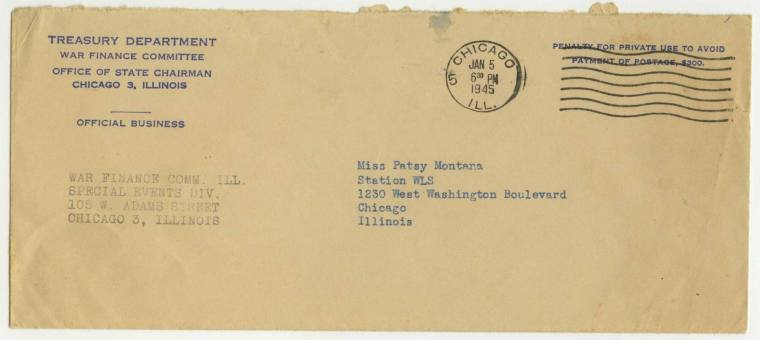 TREASURY DEPARTMENT
WAR FINANCE COMMITTEE
OFFICE OF STATE CHAIRMAN
CHICAGO 3, ILLINOIS
OFFICIAL BUSINESS
CHICAGO
JAN 5
6 30 PM
1945
ILL.
PENALTY FOR PRIVATE USE TO AVOID
PAYMENT OF POSTAGE, $300.
WAR FINANCE COMM. ILL.
SPECIAL EVENTS DIV.
105 W. ADAMS STREET
CHICAGO 3, ILLINOIS
Miss Patsy Montana
Station WLS
1230 West Washington Boulevard
Chicago
Illinois